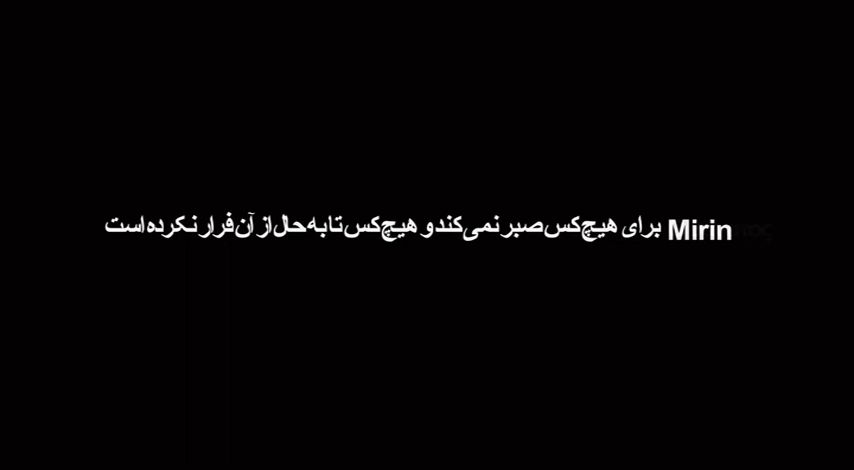 Mirin برای هیچ‌کس صبر نمی‌کند و هیچ‌کس تا به حال از آن فرار نکرده است